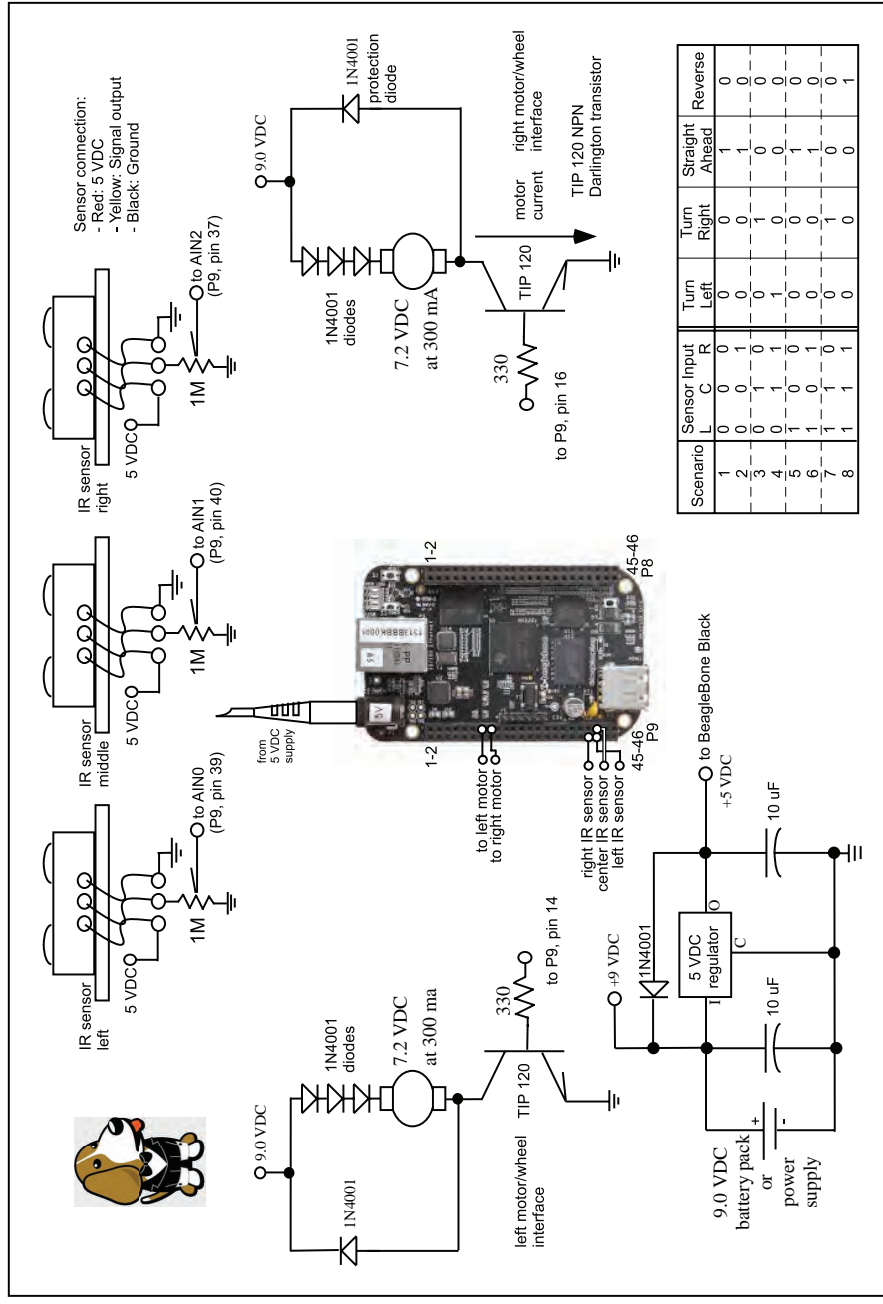 IR sensor
left
5 VDC
1M
to AIN0
(P9, pin 39)
IR sensor
middle
5 VDC
1M
to AIN1
(P9, pin 40)
IR sensor
right
5 VDC
1M
to AIN2
(P9, pin 37)
Sensor connection:
- Red: 5 VDC
- Yellow: Signal output
- Black: Ground
9.0 VDC
1N4001
1N4001
diodes
7.2 VDC
at 300 ma
TIP 120
330
to P9, pin 14
left motor/wheel
interface
from
5 VDC
supply
5V
1-2
1-2
to left motor
to right motor
right IR sensor
center IR sensor
left IR sensor
45-46
P9
45-46
P8
9.0 VDC
1N4001
protection
diode
1N4001
diodes
7.2 VDC
at 300 mA
330
to P9, pin 16
TIP 120
motor
current
right motor/wheel
interface
TIP 120 NPN
Darlington transistor
9.0 VDC
battery pack
or
power
supply
+
-
+9 VDC
1N4001
I
5 VDC
regulator
O
C
10 uF
10 uF
+5 VDC
to BeagleBone Black
Scenario Sensor Input Turn Turn Straight Reverse
L C R Left Right Ahead
1 0 0 0 0 0 1 0
2 0 0 1 0 0 1 0
3 0 1 0 0 1 0 0
4 0 1 1 1 0 0 0
5 1 0 0 0 0 1 0
6 1 0 1 0 0 1 0
7 1 1 0 0 1 0 0
8 1 1 1 0 0 0 1